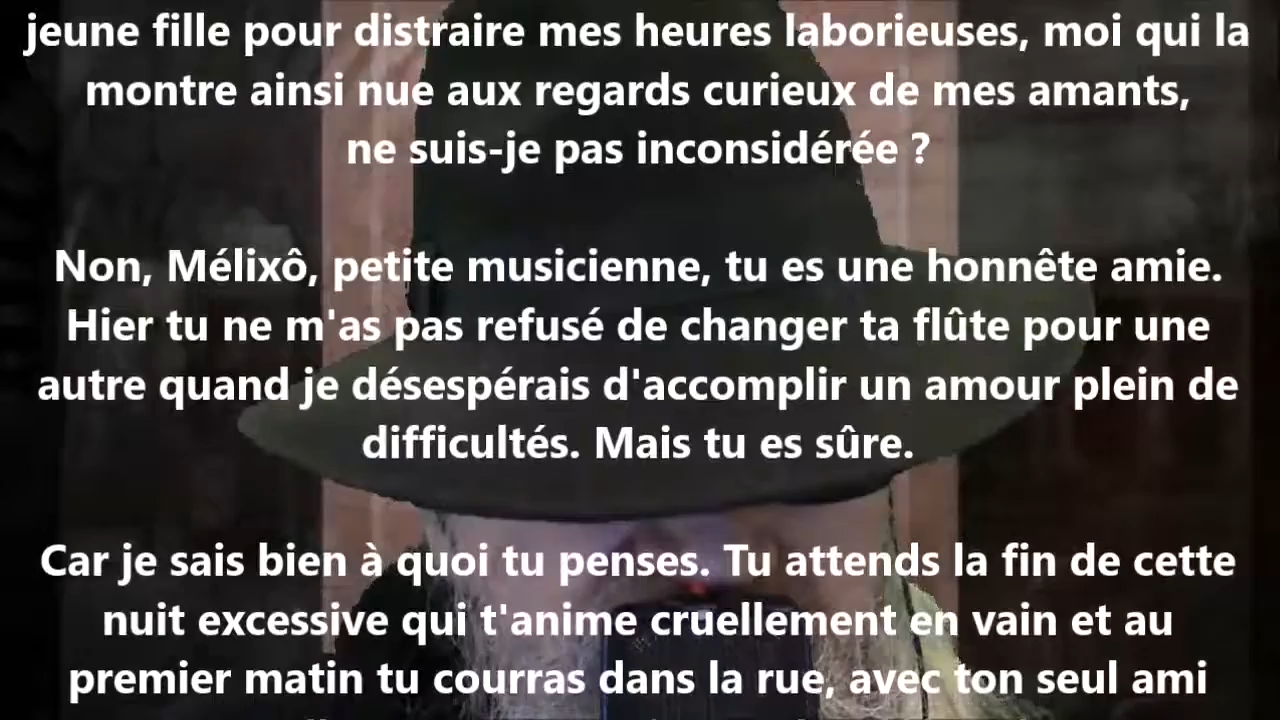 jeune fille pour distraire mes heures laborieuses, moi qui la
montre ainsi nue aux regards curieux de mes amants,
ne suis-je pas inconsidérée ?
Non, Mélixô, petite musicienne, tu es une honnête amie.
Hier tu ne m'as pas refusé de changer ta flûte pour une
autre quand je désespérais d'accomplir un amour plein de
difficultés. Mais tu es sûre.
Car je sais bien à quoi tu penses. Tu attends la fin de cette
nuit excessive qui t'anime cruellement en vain et au
premier matin tu courras dans la rue, avec ton seul ami